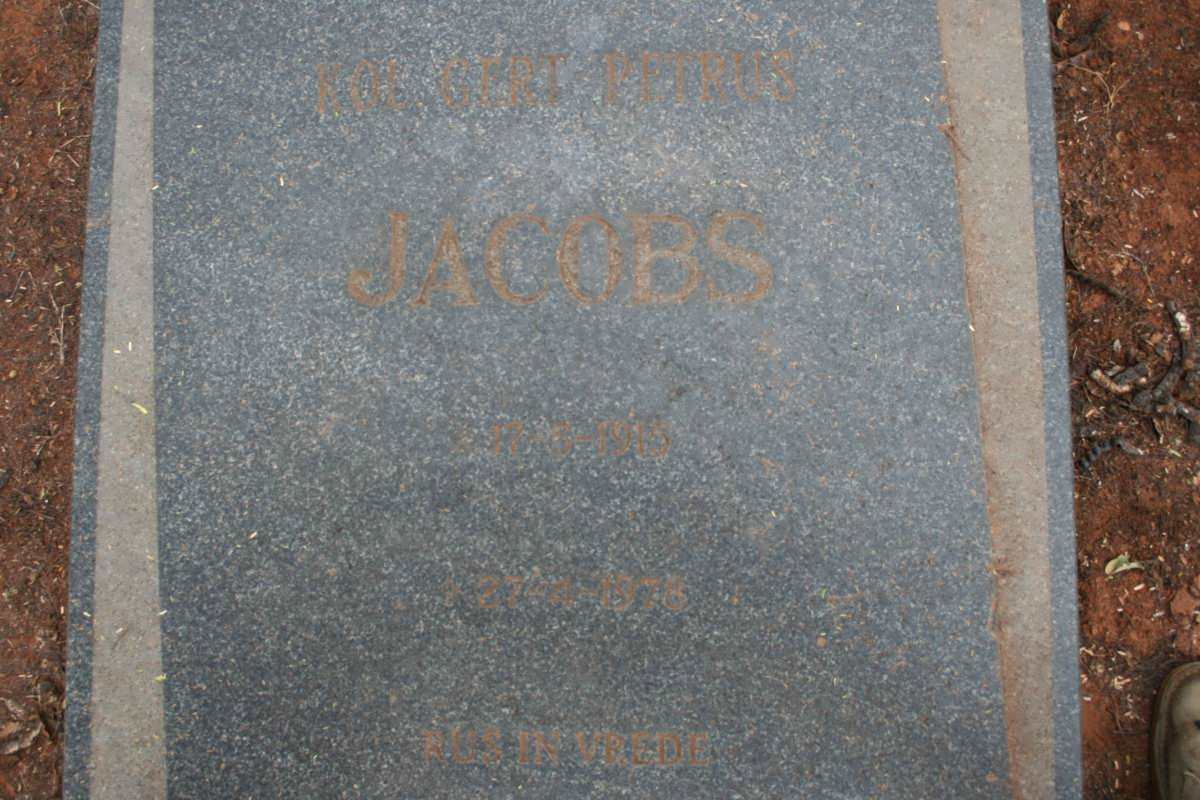 KOL. GERT PETRUS
JACOBS
17-5-1915
27-4-1978
RUS IN VREDE